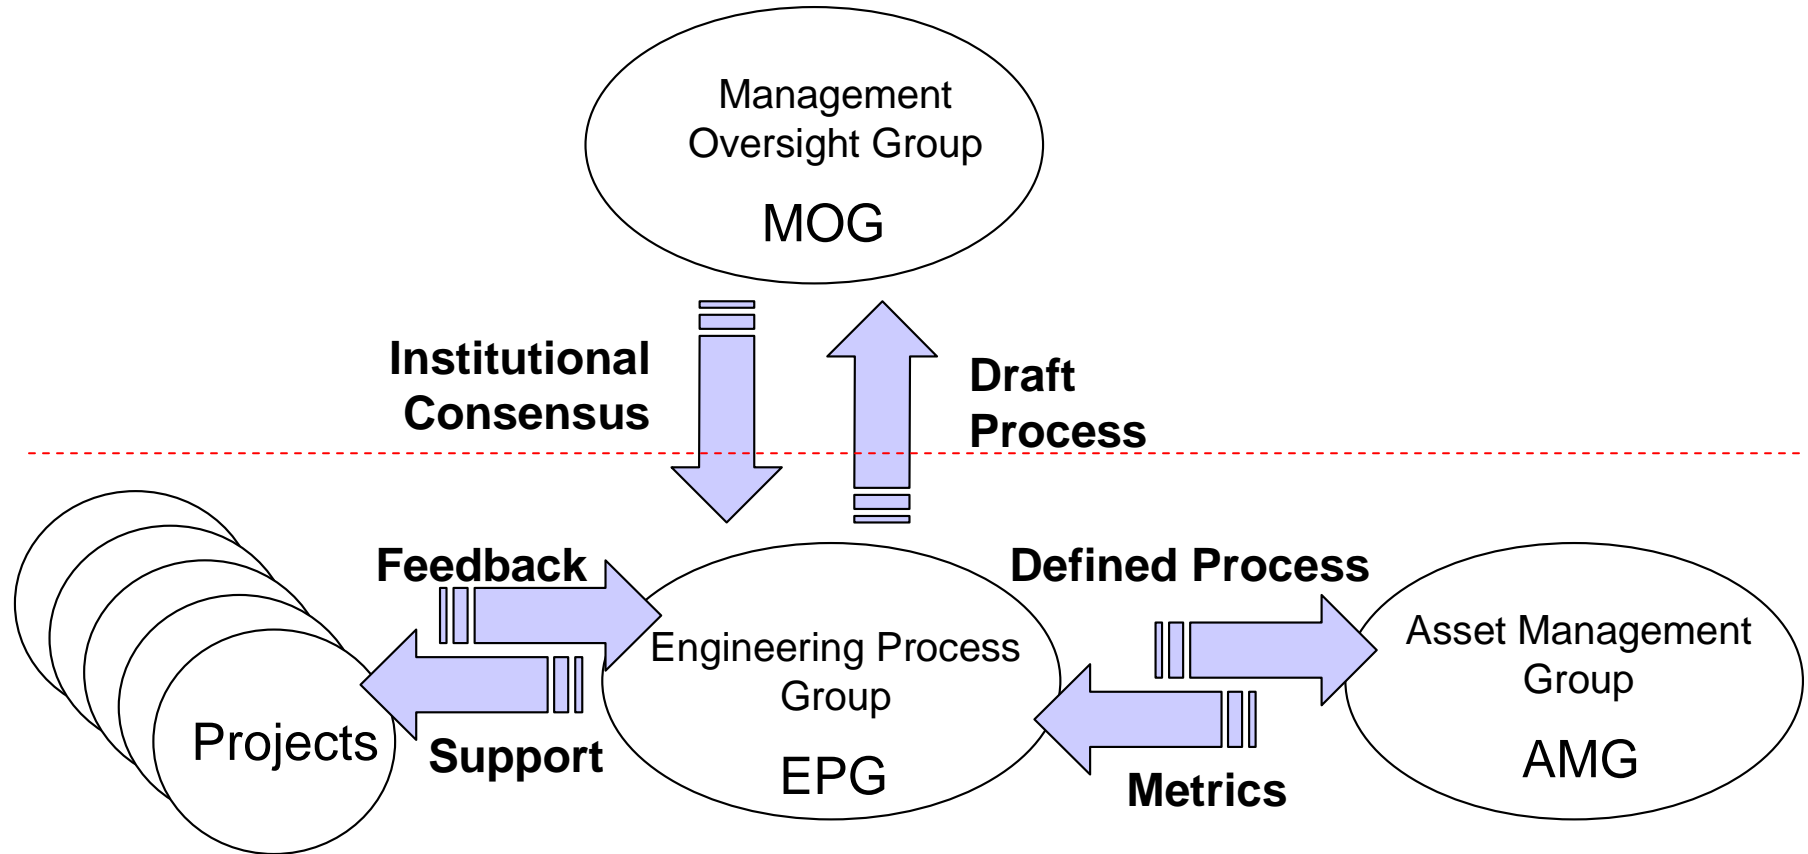 Management
Oversight Group
MOG
Institutional
Consensus
Draft
Process
Feedback
Defined Process
Engineering Process
Group
EPG
Asset Management
Group
AMG
Projects
Support
Metrics